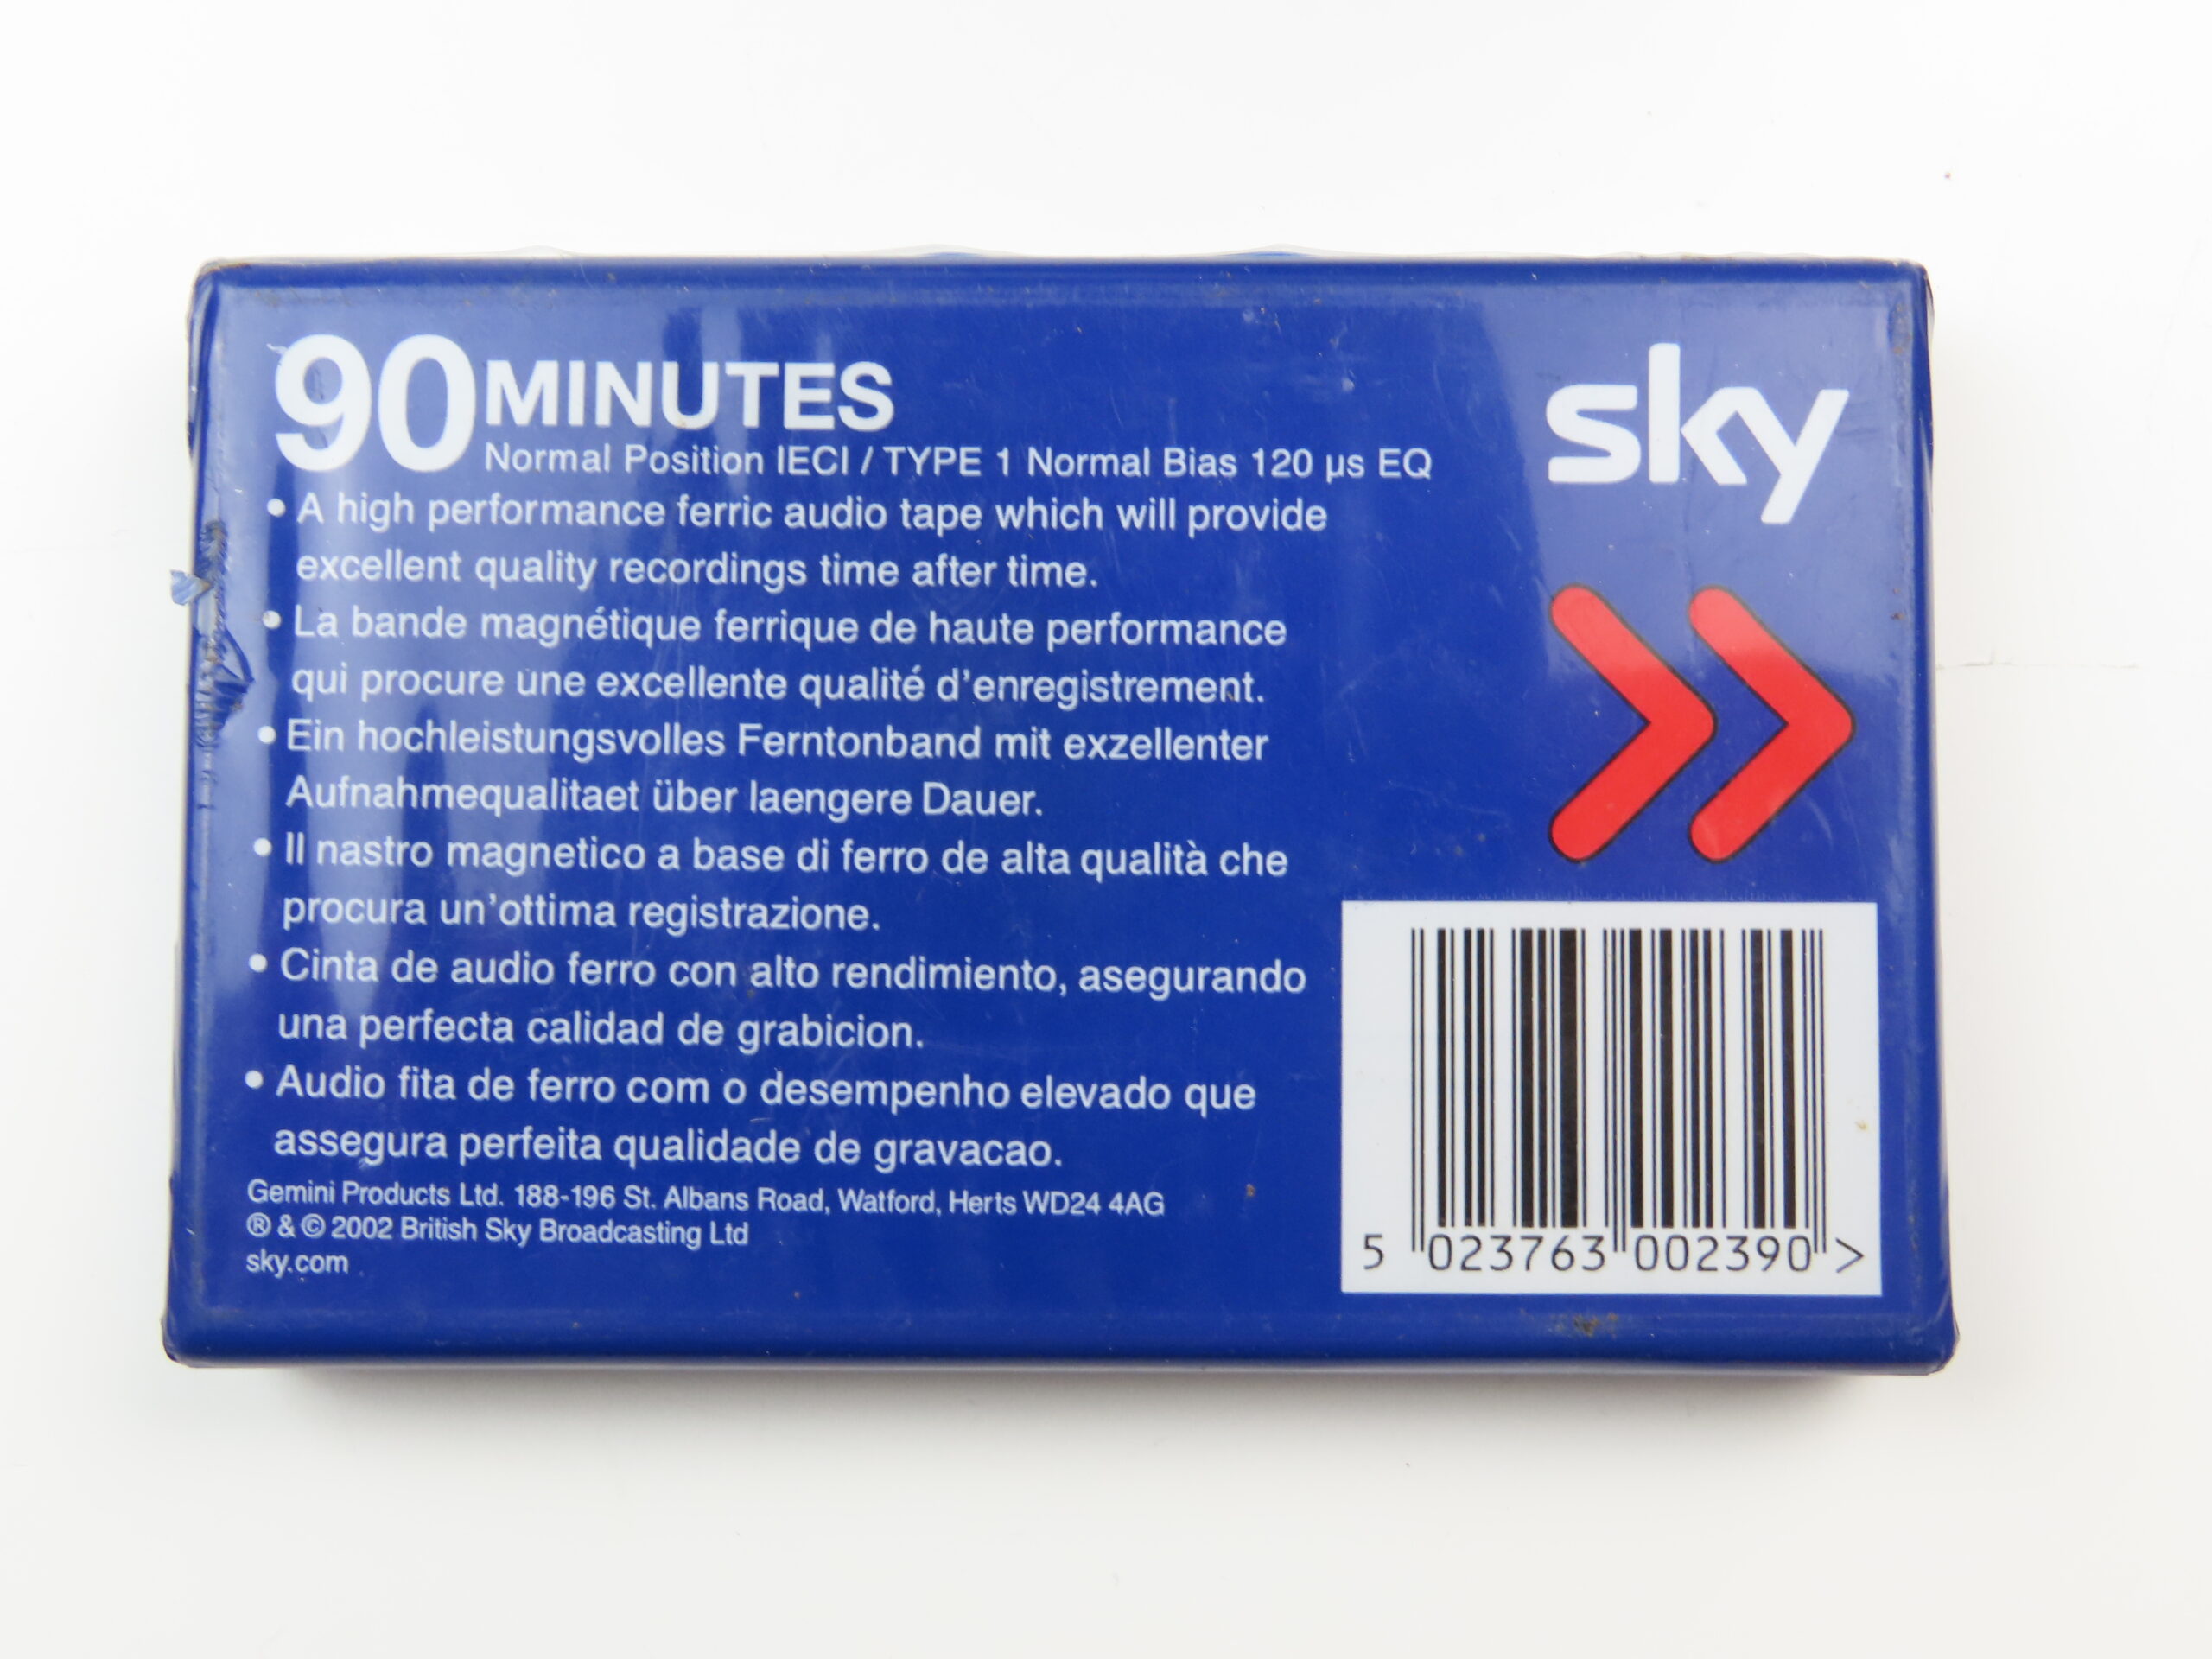 90 MINUTES
Normal Position IECI / TYPE 1 Normal Bias 120 µs EQ
• A high performance ferric audio tape which will provide
excellent quality recordings time after time.
• La bande magnétique ferrique de haute performance
qui procure une excellente qualité d'enregistrement.
• Ein hochleistungsvolles Ferntonband mit exzellenter
Aufnahmequalitaet über laengere Dauer.
• Il nastro magnetico a base di ferro de alta qualità che
procura un'ottima registrazione.
• Cinta de audio ferro con alto rendimiento, asegurando
una perfecta calidad de grabicion.
• Audio fita de ferro com o desempenho elevado que
assegura perfeita qualidade de gravacao.
Gemini Products Ltd. 188-196 St. Albans Road, Watford, Herts WD24 4AG
® & © 2002 British Sky Broadcasting Ltd
sky.com
sky
5 023763 002390 >